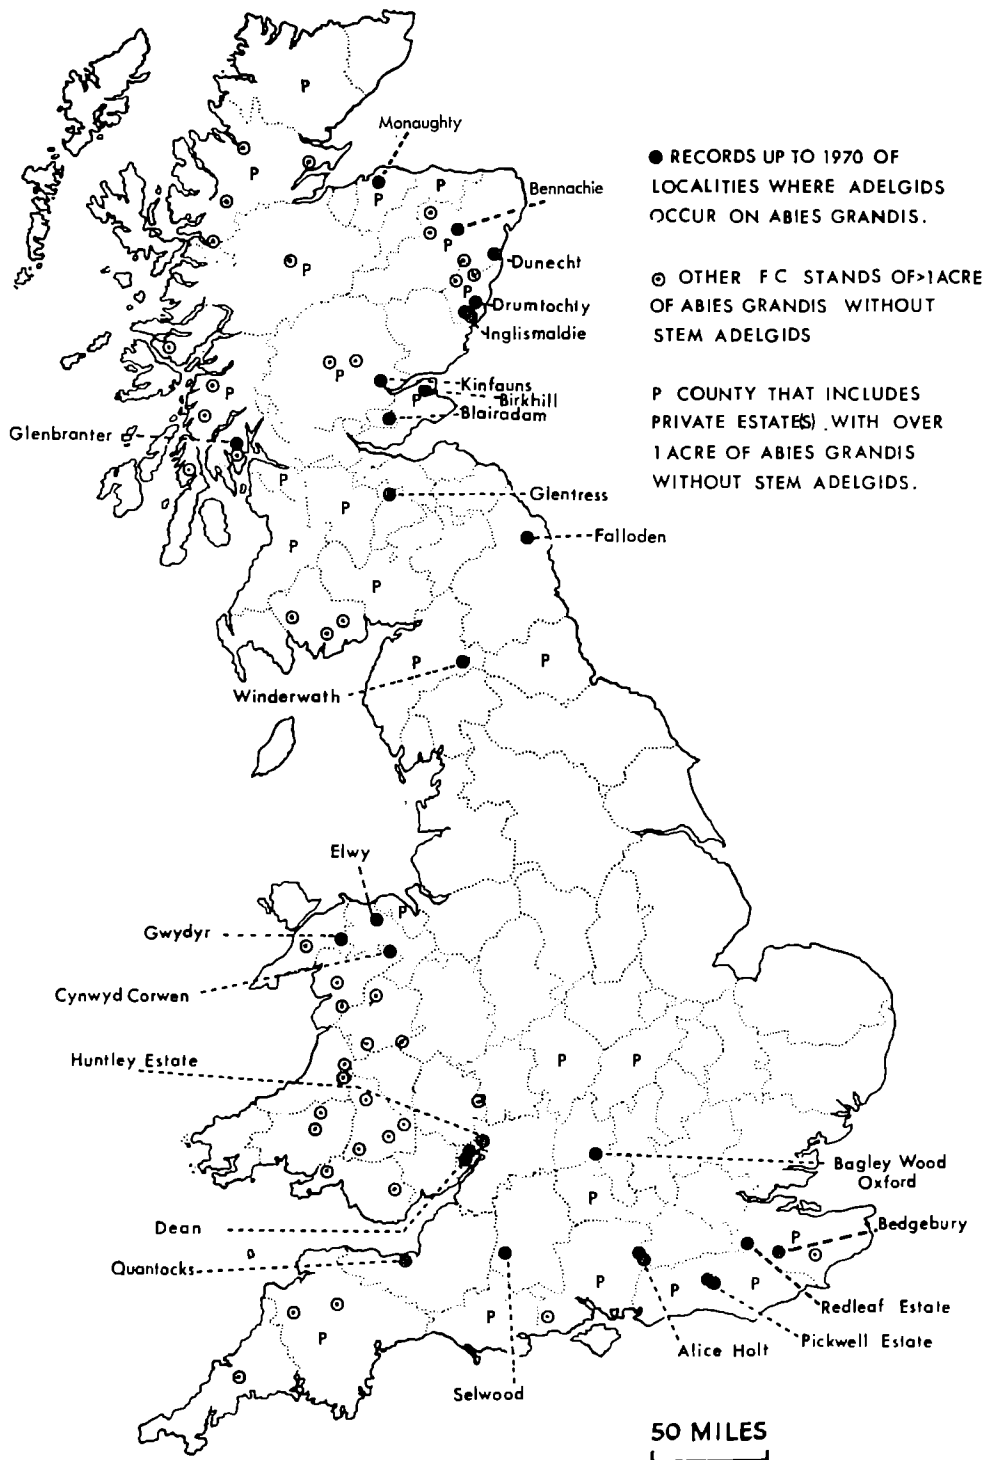 P
Monaughty
P
P
P
Bennachie
P
Dunecht
P
P
Drumtochty
Inglismaldie
P
Kinfauns
P
Birkhill
P
Blairadam
Glenbranter
P
Glentress
P
Falloden
P
P
P
P
Winderwath
Elwy
P
Gwydyr
Cynwyd Corwen
Huntley Estate
P
P
Bagley Wood
Oxford
P
Dean
Bedgebury
P
Quantocks
P
P
P
Redleaf Estate
P
P
Pickwell Estate
Alice Holt
Selwood
● RECORDS UP TO 1970 OF
LOCALITIES WHERE ADELGIDS
OCCUR ON ABIES GRANDIS.
⊙ OTHER F C STANDS OF>1ACRE
OF ABIES GRANDIS WITHOUT
STEM ADELGIDS
P COUNTY THAT INCLUDES
PRIVATE ESTATE(S) WITH OVER
1 ACRE OF ABIES GRANDIS
WITHOUT STEM ADELGIDS.
50 MILES